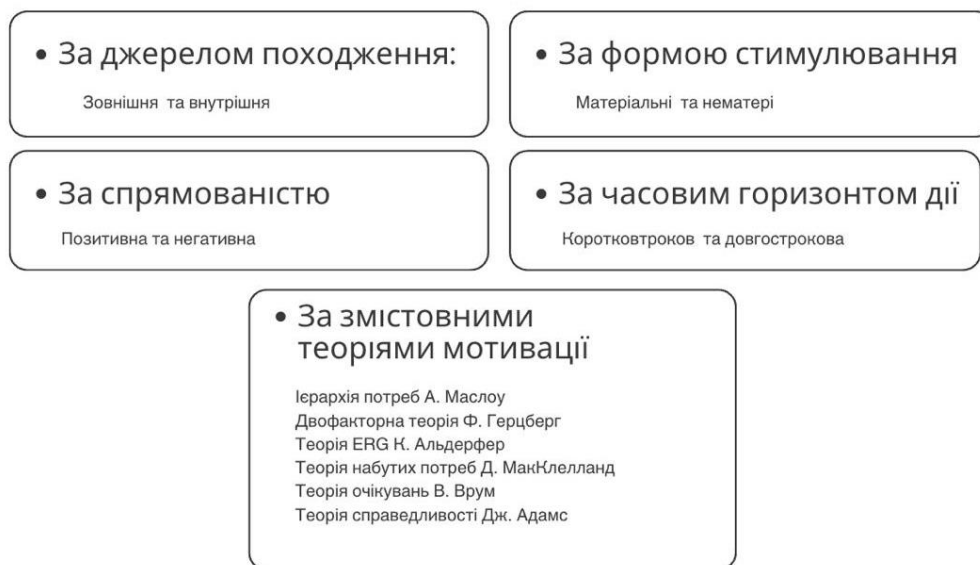 • За джерелом походження:
Зовнішня та внутрішня
• За формою стимулювання
Матеріальні та нематері
• За спрямованістю
Позитивна та негативна
• За часовим горизонтом дії
Коротковтроков та довгострокова
• За змістовними
теоріями мотивації
Ієрархія потреб А. Маслоу
Двофакторна теорія Ф. Герцберг
Теорія ERG К. Альдерфер
Теорія набутих потреб Д. МакКлелланд
Теорія очікувань В. Врум
Теорія справедливості Дж. Адамс